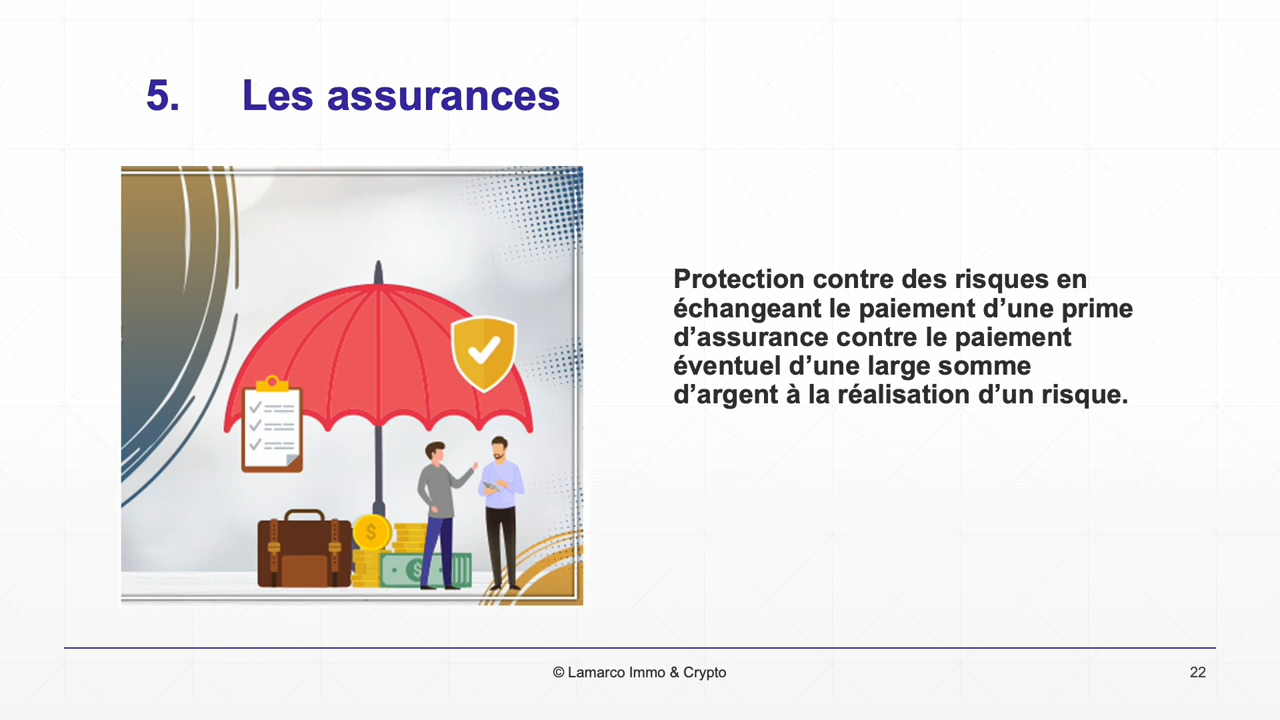 5. Les assurances
Protection contre des risques en
échangeant le paiement d’une prime
d’assurance contre le paiement
éventuel d’une large somme
d’argent à la réalisation d’un risque.
$
$
© Lamarco Immo & Crypto
22